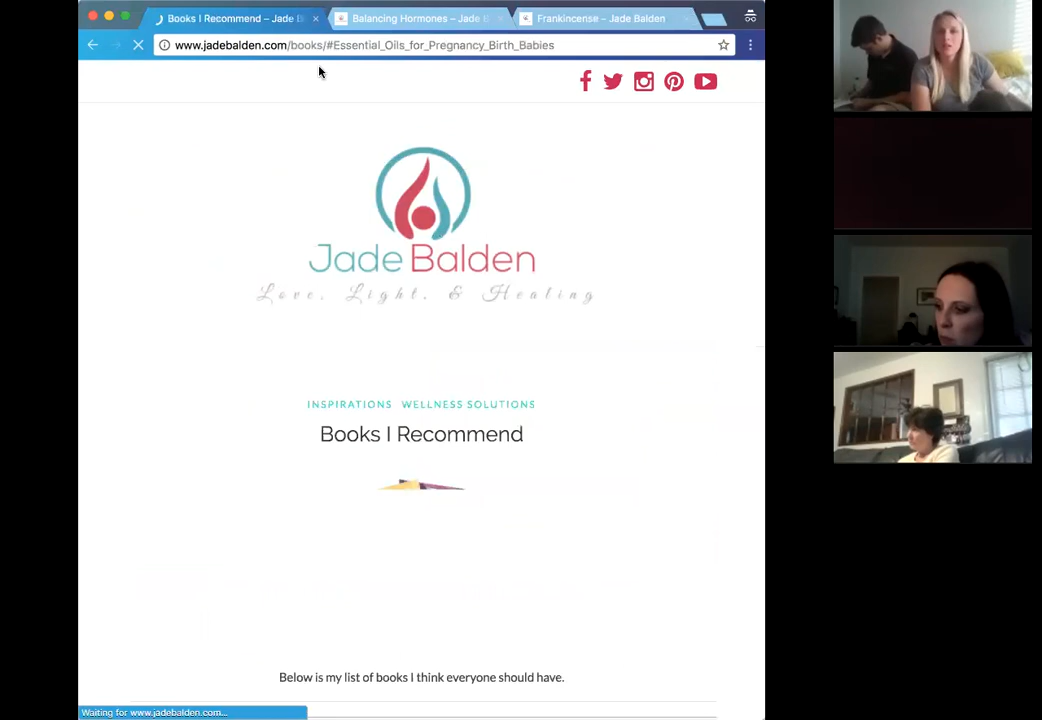 Books I Recommend – Jade B
Balancing Hormones – Jade B
Frankincense – Jade Balden
www.jadebalden.com/books/#Essential_Oils_for_Pregnancy_Birth_Babies
Jade Balden
Love, Light, & Healing
INSPIRATIONS WELLNESS SOLUTIONS
Books I Recommend
Below is my list of books I think everyone should have.
Waiting for www.jadebalden.com...